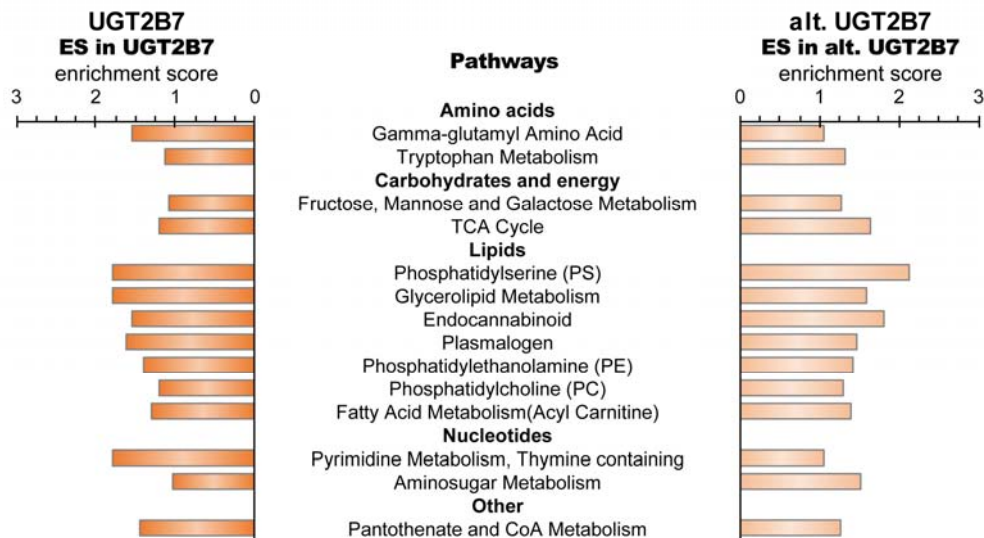 UGT2B7
ES in UGT2B7
enrichment score
3 2 1 0
Pathways
alt. UGT2B7
ES in alt. UGT2B7
enrichment score
0 1 2 3
Amino acids
Gamma-glutamyl Amino Acid
Tryptophan Metabolism
Carbohydrates and energy
Fructose, Mannose and Galactose Metabolism
TCA Cycle
Lipids
Phosphatidylserine (PS)
Glycerolipid Metabolism
Endocannabinoid
Plasmalogen
Phosphatidylethanolamine (PE)
Phosphatidylcholine (PC)
Fatty Acid Metabolism(Acyl Carnitine)
Nucleotides
Pyrimidine Metabolism, Thymine containing
Aminosugar Metabolism
Other
Pantothenate and CoA Metabolism